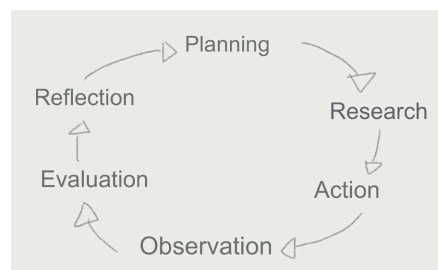 Planning
Research
Action
Observation
Evaluation
Reflection